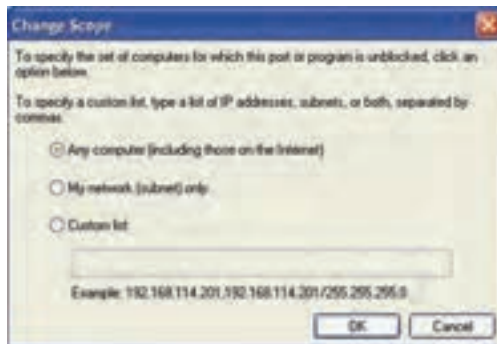 Change Scope
To specify the set of computers for which this port or program is unblocked, click an
option below.
To specify a custom list, type a list of IP addresses, subnets, or both, separated by
commas.
Any computer (including those on the Internet)
My network (subnet) only
Custom list:
Example: 192.168.114.201,192.168.114.201/255.255.255.0
OK
Cancel